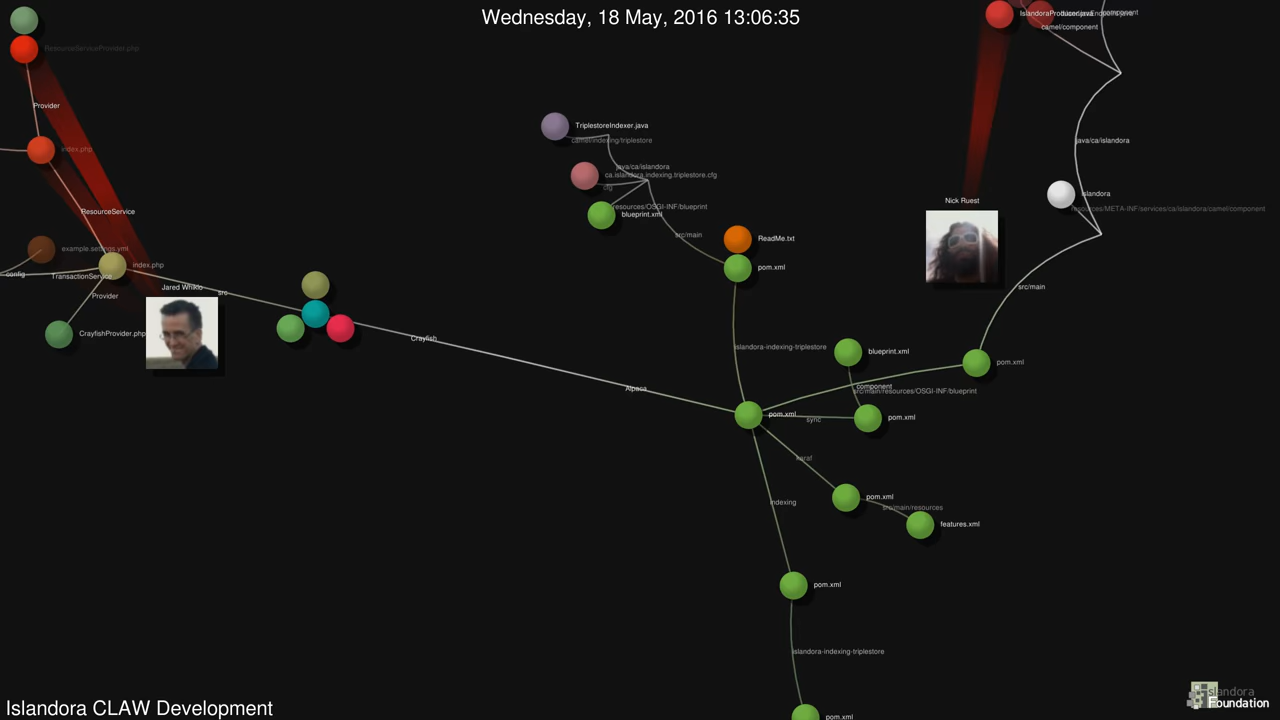 Wednesday, 18 May, 2016 13:06:35
IslandoraProducer.java
component
camel/component
ResourceServiceProvider.php
Provider
TriplestoreIndexer.java
camel/indexing/triplestore
java/ca/islandora
index.php
java/ca/islandora
ca.islandora.indexing.triplestore.cfg
cfg
islandora
resources/META-INF/services/ca/islandora/camel/component
Nick Ruest
resources/OSGI-INF/blueprint
blueprint.xml
ResourceService
src/main
ReadMe.txt
example.settings.yml
pom.xml
index.php
config
TransactionService
Jared Whiklo
src
src/main
Provider
CrayfishProvider.php
Crayfish
islandora-indexing-triplestore
blueprint.xml
pom.xml
Alpaca
component
src/main/resources/OSGI-INF/blueprint
pom.xml
sync
pom.xml
karaf
pom.xml
indexing
src/main/resources
features.xml
pom.xml
islandora-indexing-triplestore
pom.xml
Islandora CLAW Development
islandora
Foundation